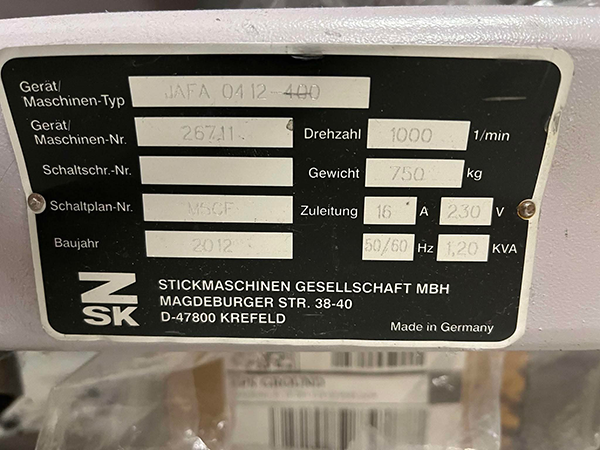 Gerät/
Maschinen-Typ JAFA 0412-400
Gerät/
Maschinen-Nr. 26711 Drehzahl 1000 1/min
Schaltschr.-Nr. Gewicht 750 kg
Schaltplan-Nr. MSCF Zuleitung 16 A 230 V
Baujahr 2012 50/60 Hz 1,20 KVA
ZSK
STICKMASCHINEN GESELLSCHAFT MBH
MAGDEBURGER STR. 38-40
D-47800 KREFELD
Made in Germany